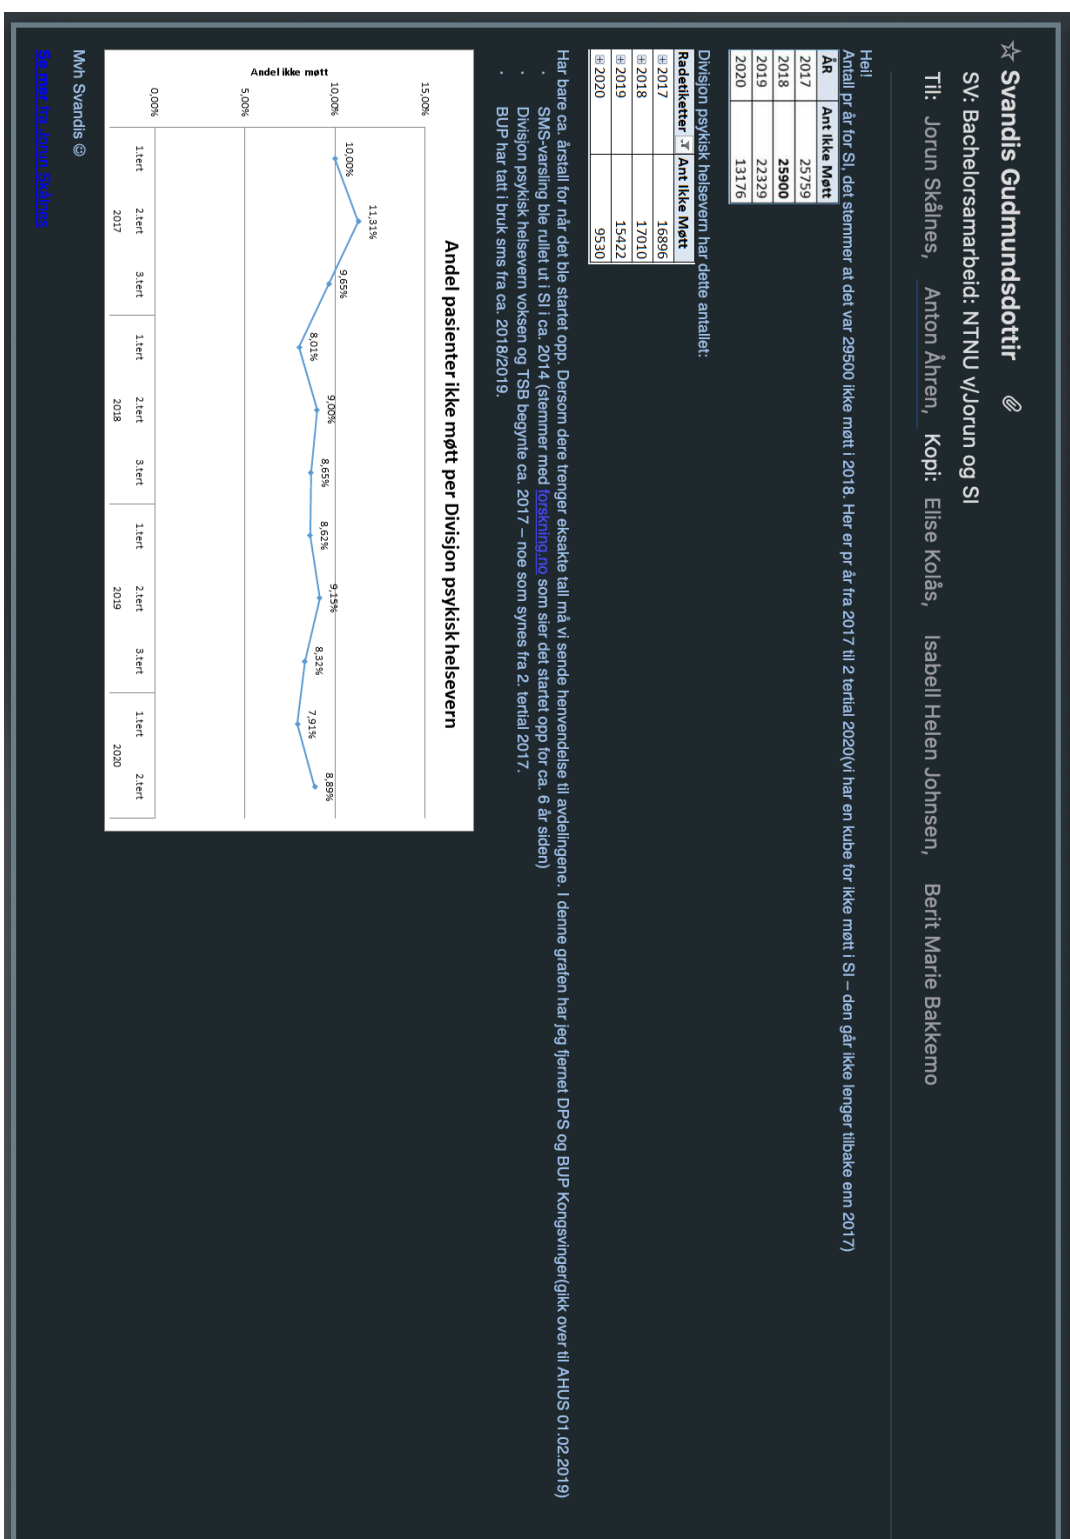 Svandis Gudmundsdottir
SV: Bachelorsamarbeid: NTNU v/Jorun og SI
Til: Jorun Skålnes, Anton Åhren, Kopi: Elise Kolås, Isabell Helen Johnsen, Berit Marie Bakkemo
Hei!
Antall pr år for SI, det stemmer at det var 29500 ikke møtt i 2018. Her er pr år fra 2017 til 2 tertial 2020(vi har en kube for ikke møtt i SI – den går ikke lenger tilbake enn 2017)
ÅR Ant Ikke Møtt
2017 25759
2018 25900
2019 22329
2020 13176
Divisjon psykisk helsevern har dette antallet:
Radetiketter Ant Ikke Møtt
2017 16896
2018 17010
2019 15422
2020 9530
Har bare ca. årstall for når det ble startet opp. Dersom dere trenger eksakte tall må vi sende henvendelse til avdelingene. I denne grafen har jeg fjernet DPS og BUP Kongsvinger(gikk over til AHUS 01.02.2019)
· SMS-varsling ble rullet ut i SI i ca. 2014 (stemmer med forskning.no som sier det startet opp for ca. 6 år siden)
· Divisjon psykisk helsevern voksen og TSB begynte ca. 2017 – noe som synes fra 2. tertial 2017.
· BUP har tatt i bruk sms fra ca. 2018/2019.
Andel pasienter ikke møtt per Divisjon psykisk helsevern
Andel ikke møtt
15,00%
10,00%
5,00%
0,00%
10,00% 11,31% 9,65% 8,01% 9,00% 8,65% 8,62% 9,15% 8,32% 7,91% 8,89%
1.tert 2.tert 3.tert 1.tert 2.tert 3.tert 1.tert 2.tert 3.tert 1.tert 2.tert
2017 2018 2019 2020
Mvh Svandis ☺
Se mer fra Jorun Skålnes